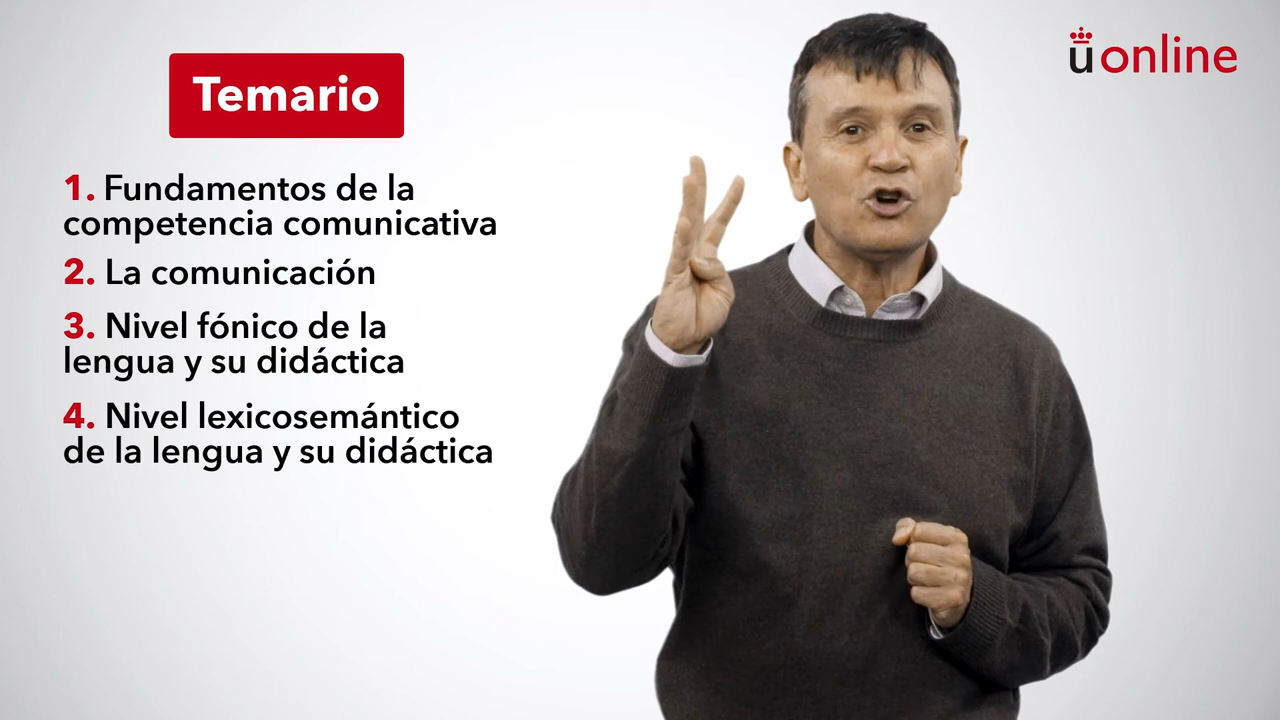 Temario
1. Fundamentos de la
competencia comunicativa
2. La comunicación
3. Nivel fónico de la
lengua y su didáctica
4. Nivel lexicosemántico
de la lengua y su didáctica
uonline